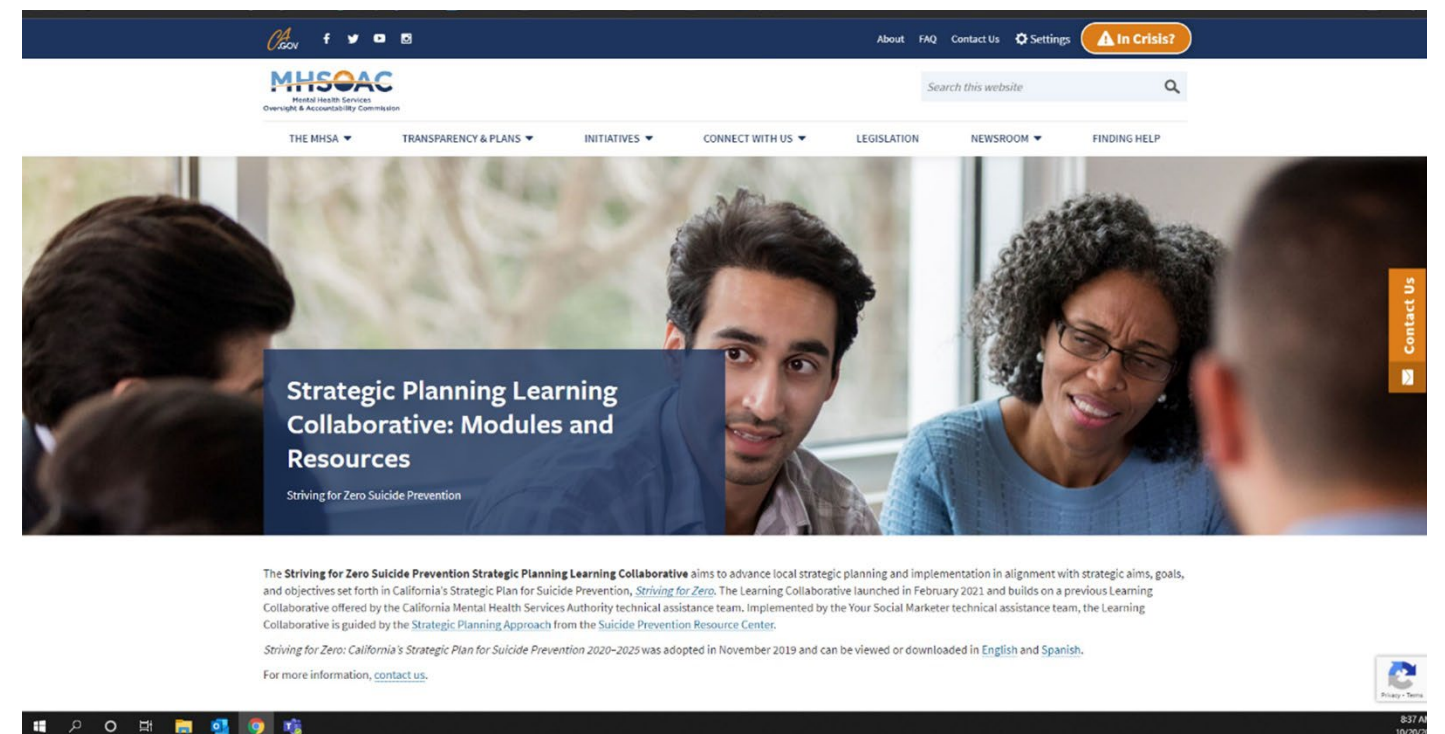 CA.GOV
About FAQ Contact Us Settings In Crisis?
MHSOAC
Mental Health Services
Oversight & Accountability Commission
Search this website
THE MHSA TRANSPARENCY & PLANS INITIATIVES CONNECT WITH US LEGISLATION NEWSROOM FINDING HELP
Contact Us
Strategic Planning Learning
Collaborative: Modules and
Resources
Striving for Zero Suicide Prevention
The Striving for Zero Suicide Prevention Strategic Planning Learning Collaborative aims to advance local strategic planning and implementation in alignment with strategic aims, goals,
and objectives set forth in California's Strategic Plan for Suicide Prevention, Striving for Zero. The Learning Collaborative launched in February 2021 and builds on a previous Learning
Collaborative offered by the California Mental Health Services Authority technical assistance team. Implemented by the Your Social Marketer technical assistance team, the Learning
Collaborative is guided by the Strategic Planning Approach from the Suicide Prevention Resource Center.
Striving for Zero: California's Strategic Plan for Suicide Prevention 2020–2025 was adopted in November 2019 and can be viewed or downloaded in English and Spanish.
For more information, contact us.
Privacy - Terms
8:37 AM